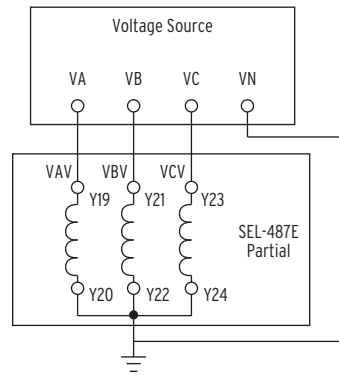 Voltage Source
VA VB VC VN
VAV VBV VCV
Y19 Y21 Y23
SEL-487E
Partial
Y20 Y22 Y24